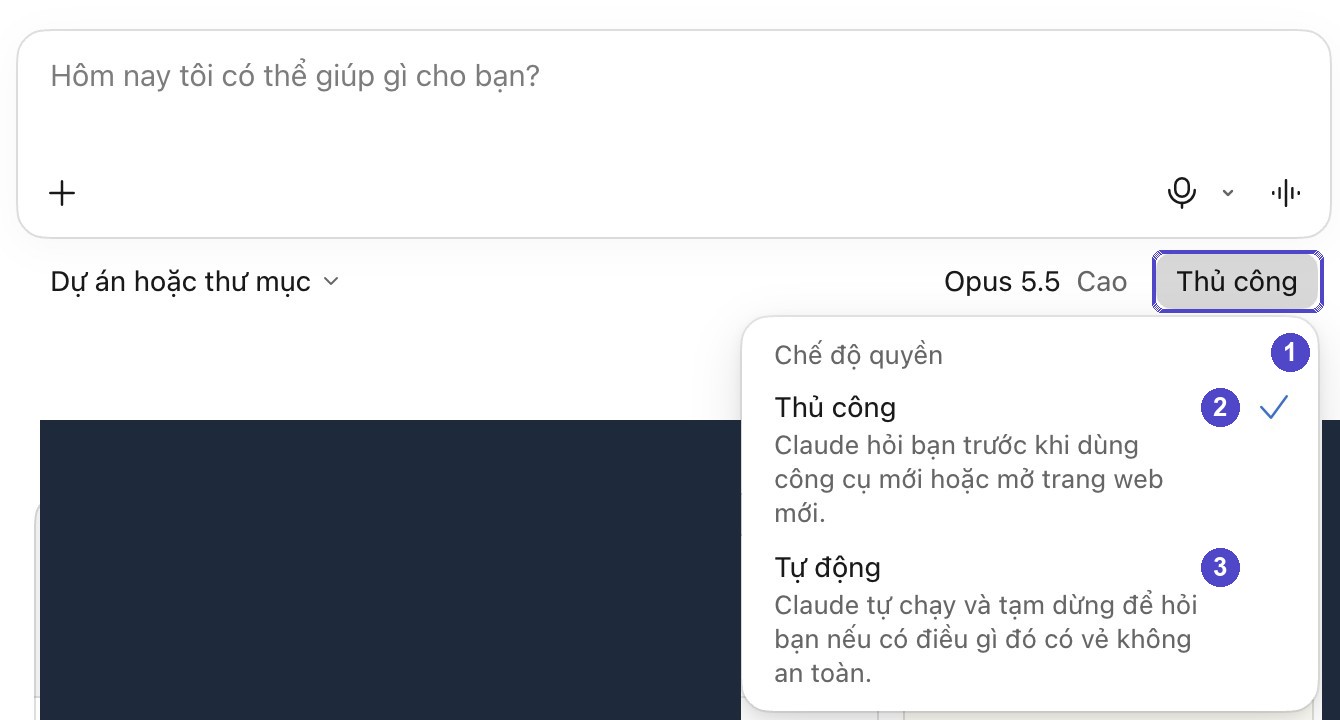 Hôm nay tôi có thể giúp gì cho bạn?
Dự án hoặc thư mục
Opus 5.5 Cao
Thủ công
Chế độ quyền
1
Thủ công
2
Claude hỏi bạn trước khi dùng
công cụ mới hoặc mở trang web
mới.
Tự động
3
Claude tự chạy và tạm dừng để hỏi
bạn nếu có điều gì đó có vẻ không
an toàn.